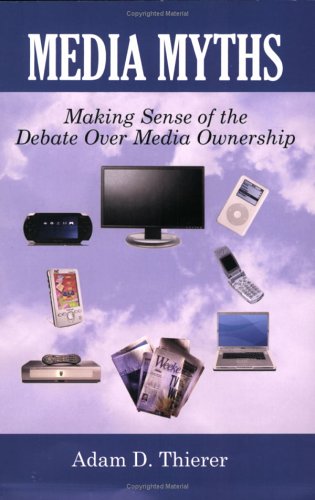 MEDIA MYTHS
Making Sense of the
Debate Over Media Ownership
Adam D. Thierer